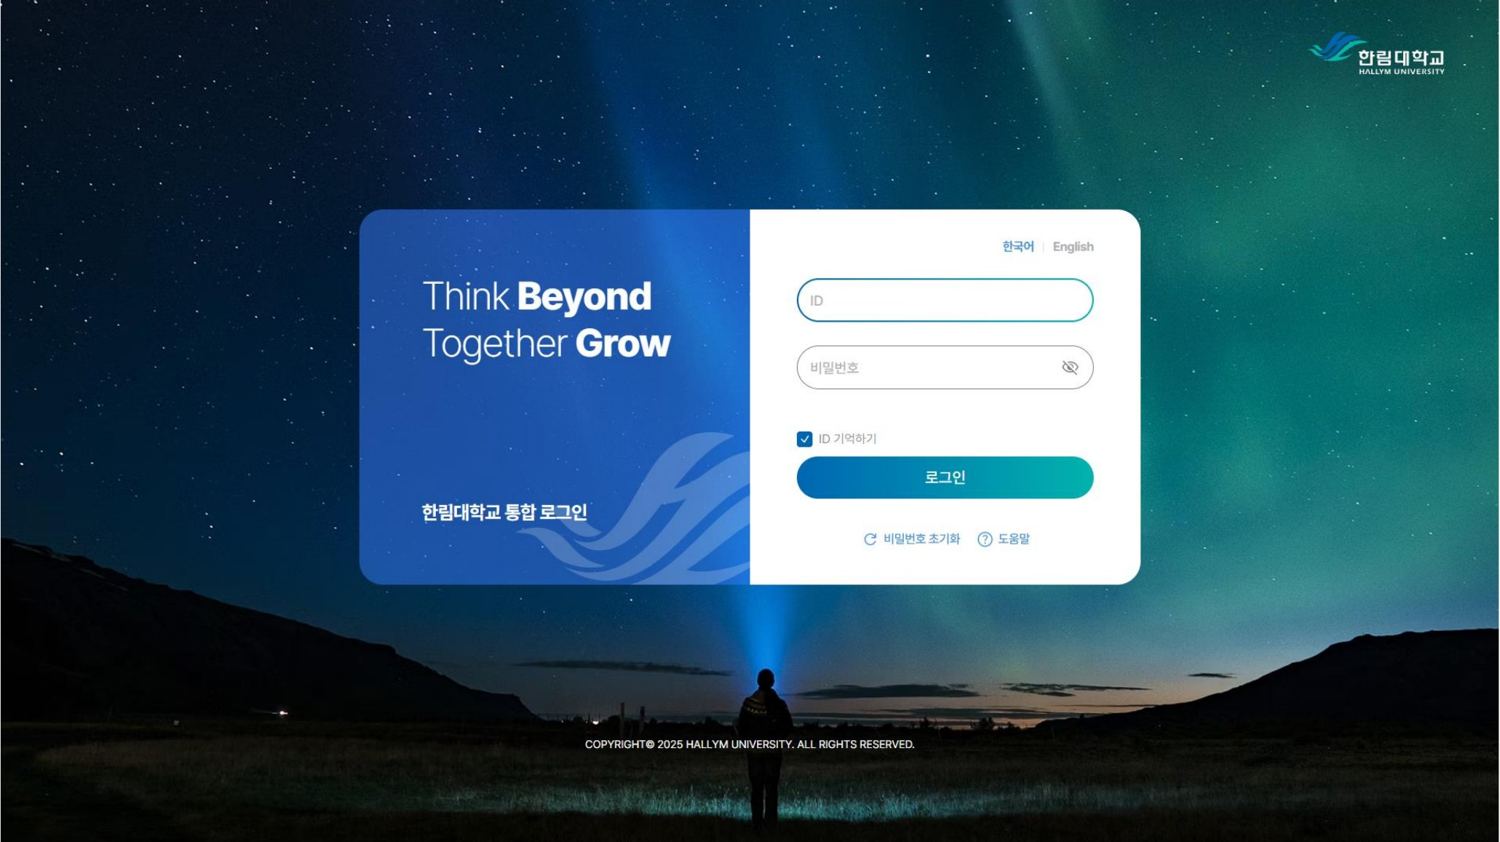 한림대학교
HALLYM UNIVERSITY
한국어 | English
Think Beyond
Together Grow
한림대학교 통합 로그인
ID
비밀번호
ID 기억하기
로그인
비밀번호 초기화 ? 도움말
COPYRIGHT© 2025 HALLYM UNIVERSITY. ALL RIGHTS RESERVED.